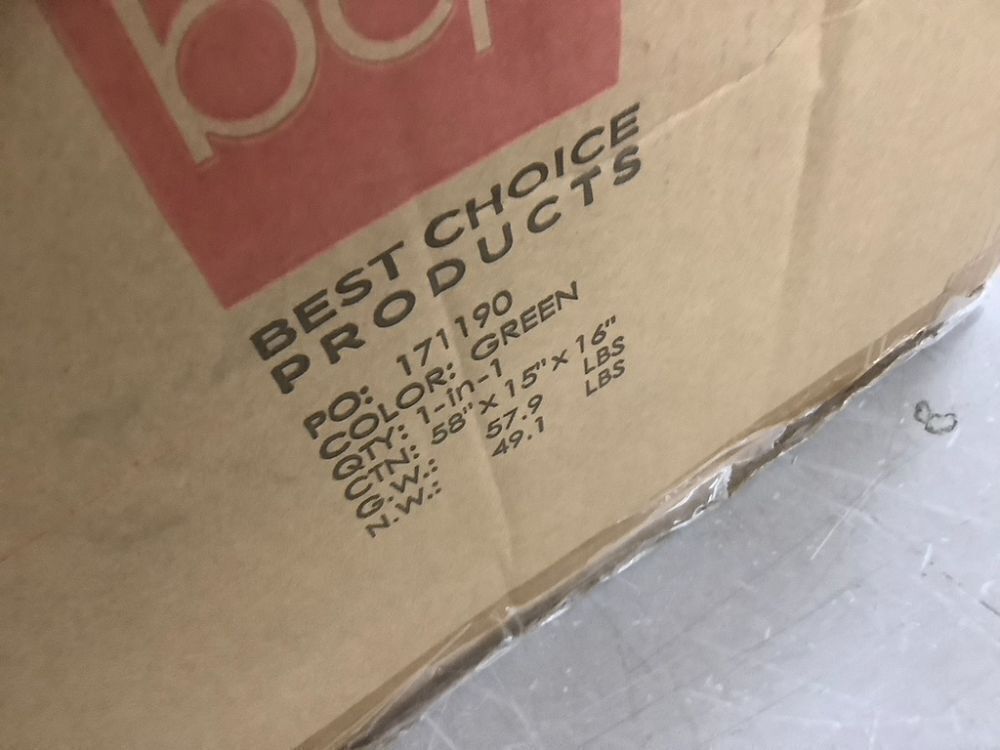 bcp
BEST CHOICE
PRODUCTS
PO: 171190
COLOR: GREEN
QTY: 1-in-1
CTN: 58" x 15" x 16"
G.W.: 57.9 LBS
N.W.: 49.1 LBS